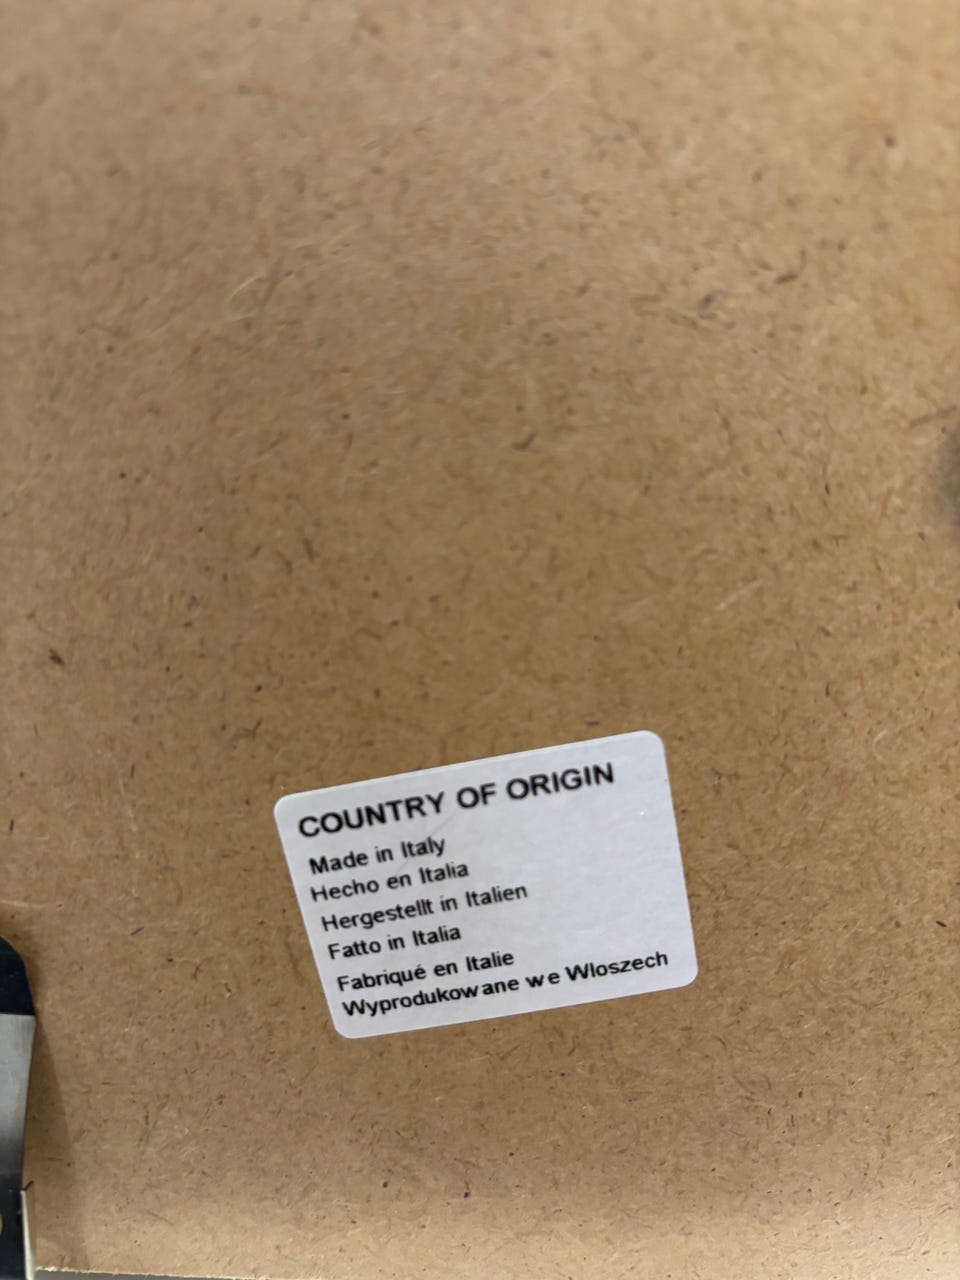 COUNTRY OF ORIGIN
Made in Italy
Hecho en Italia
Hergestellt in Italien
Fatto in Italia
Fabriqué en Italie
Wyprodukowane we Wloszech